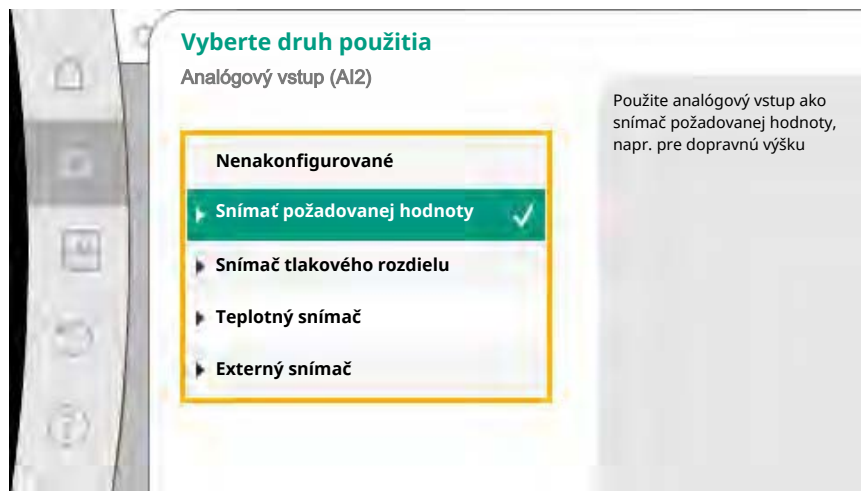 Vyberte druh použitia
Analógový vstup (AI2)
Použite analógový vstup ako
snímač požadovanej hodnoty,
napr. pre dopravnú výšku
Nenakonfigurované
Snímať požadovanej hodnoty
Snímač tlakového rozdielu
Teplotný snímač
Externý snímač